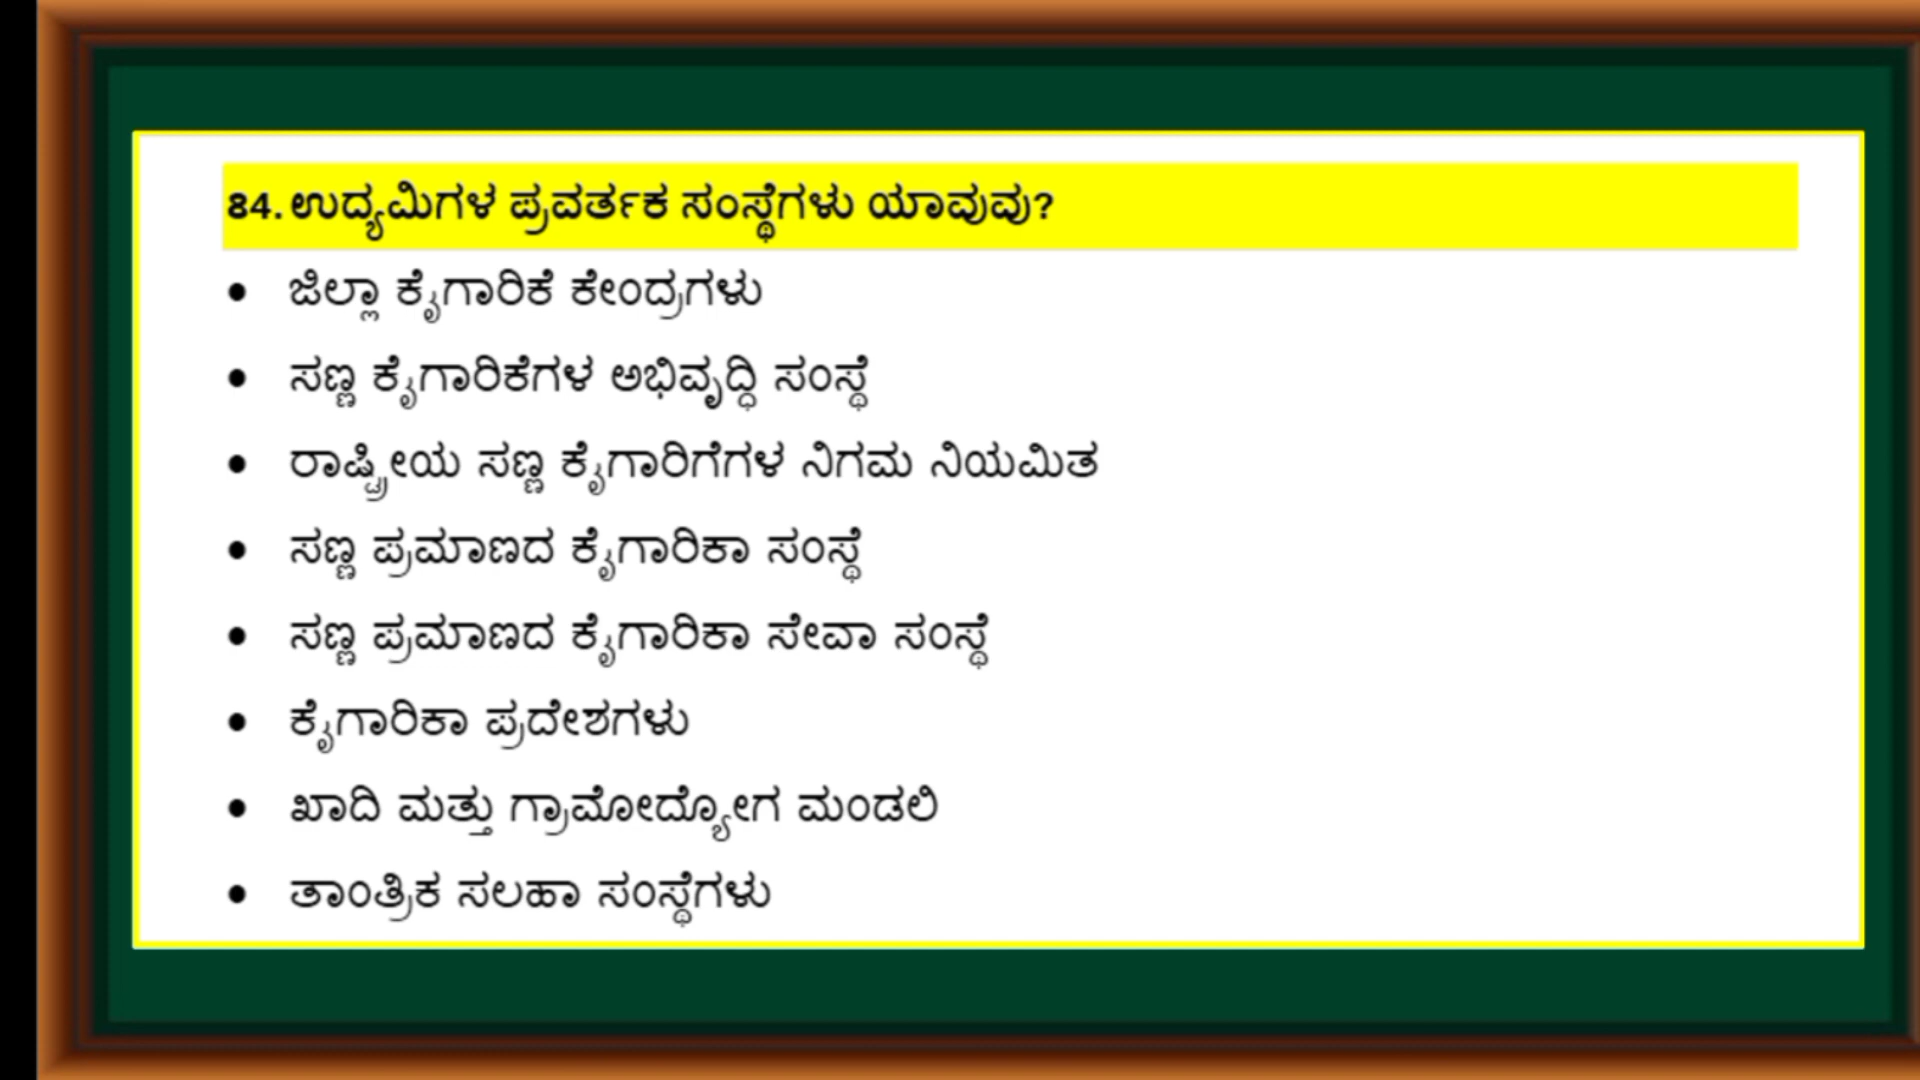 84. ಉದ್ಯಮಿಗಳ ಪ್ರವರ್ತಕ ಸಂಸ್ಥೆಗಳು ಯಾವುವು?
• ಜಿಲ್ಲಾ ಕೈಗಾರಿಕೆ ಕೇಂದ್ರಗಳು
• ಸಣ್ಣ ಕೈಗಾರಿಕೆಗಳ ಅಭಿವೃದ್ಧಿ ಸಂಸ್ಥೆ
• ರಾಷ್ಟ್ರೀಯ ಸಣ್ಣ ಕೈಗಾರಿಗೆಗಳ ನಿಗಮ ನಿಯಮಿತ
• ಸಣ್ಣ ಪ್ರಮಾಣದ ಕೈಗಾರಿಕಾ ಸಂಸ್ಥೆ
• ಸಣ್ಣ ಪ್ರಮಾಣದ ಕೈಗಾರಿಕಾ ಸೇವಾ ಸಂಸ್ಥೆ
• ಕೈಗಾರಿಕಾ ಪ್ರದೇಶಗಳು
• ಖಾದಿ ಮತ್ತು ಗ್ರಾಮೋದ್ಯೋಗ ಮಂಡಲಿ
• ತಾಂತ್ರಿಕ ಸಲಹಾ ಸಂಸ್ಥೆಗಳು